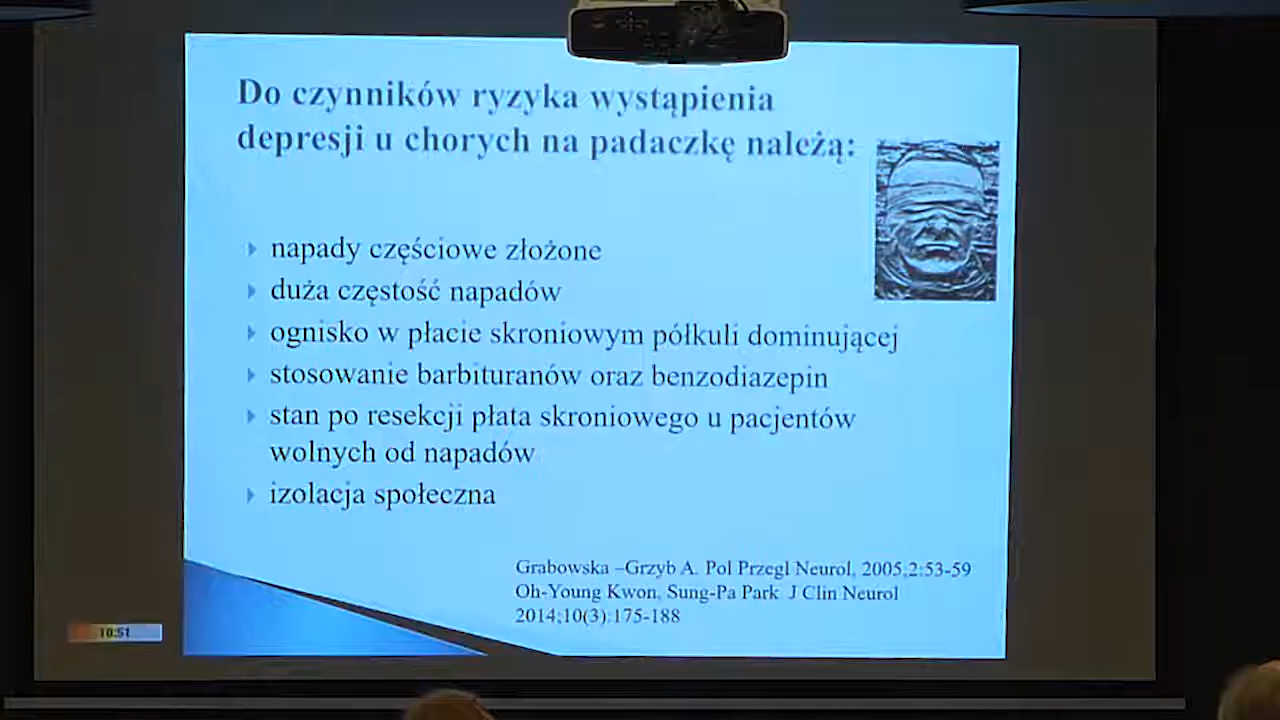 Do czynników ryzyka wystąpienia
depresji u chorych na padaczkę należą:
napady częściowe złożone
duża częstość napadów
ognisko w płacie skroniowym półkuli dominującej
stosowanie barbituranów oraz benzodiazepin
stan po resekcji płata skroniowego u pacjentów
wolnych od napadów
izolacja społeczna
Grabowska –Grzyb A. Pol Przegl Neurol, 2005,2:53-59
Oh-Young Kwon, Sung-Pa Park J Clin Neurol
2014;10(3):175-188
10:51